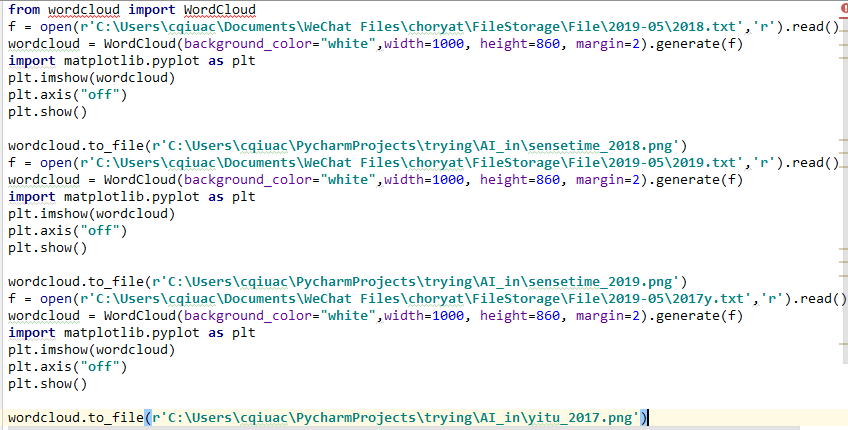 from wordcloud import WordCloud
f = open(r'C:\Users\cqiuac\Documents\WeChat Files\choryat\FileStorage\File\2019-05\2018.txt','r').read()
wordcloud = WordCloud(background_color="white",width=1000, height=860, margin=2).generate(f)
import matplotlib.pyplot as plt
plt.imshow(wordcloud)
plt.axis("off")
plt.show()
wordcloud.to_file(r'C:\Users\cqiuac\PycharmProjects\trying\AI_in\sensetime_2018.png')
f = open(r'C:\Users\cqiuac\Documents\WeChat Files\choryat\FileStorage\File\2019-05\2019.txt','r').read()
wordcloud = WordCloud(background_color="white",width=1000, height=860, margin=2).generate(f)
import matplotlib.pyplot as plt
plt.imshow(wordcloud)
plt.axis("off")
plt.show()
wordcloud.to_file(r'C:\Users\cqiuac\PycharmProjects\trying\AI_in\sensetime_2019.png')
f = open(r'C:\Users\cqiuac\Documents\WeChat Files\choryat\FileStorage\File\2019-05\2017y.txt','r').read()
wordcloud = WordCloud(background_color="white",width=1000, height=860, margin=2).generate(f)
import matplotlib.pyplot as plt
plt.imshow(wordcloud)
plt.axis("off")
plt.show()
wordcloud.to_file(r'C:\Users\cqiuac\PycharmProjects\trying\AI_in\yitu_2017.png')